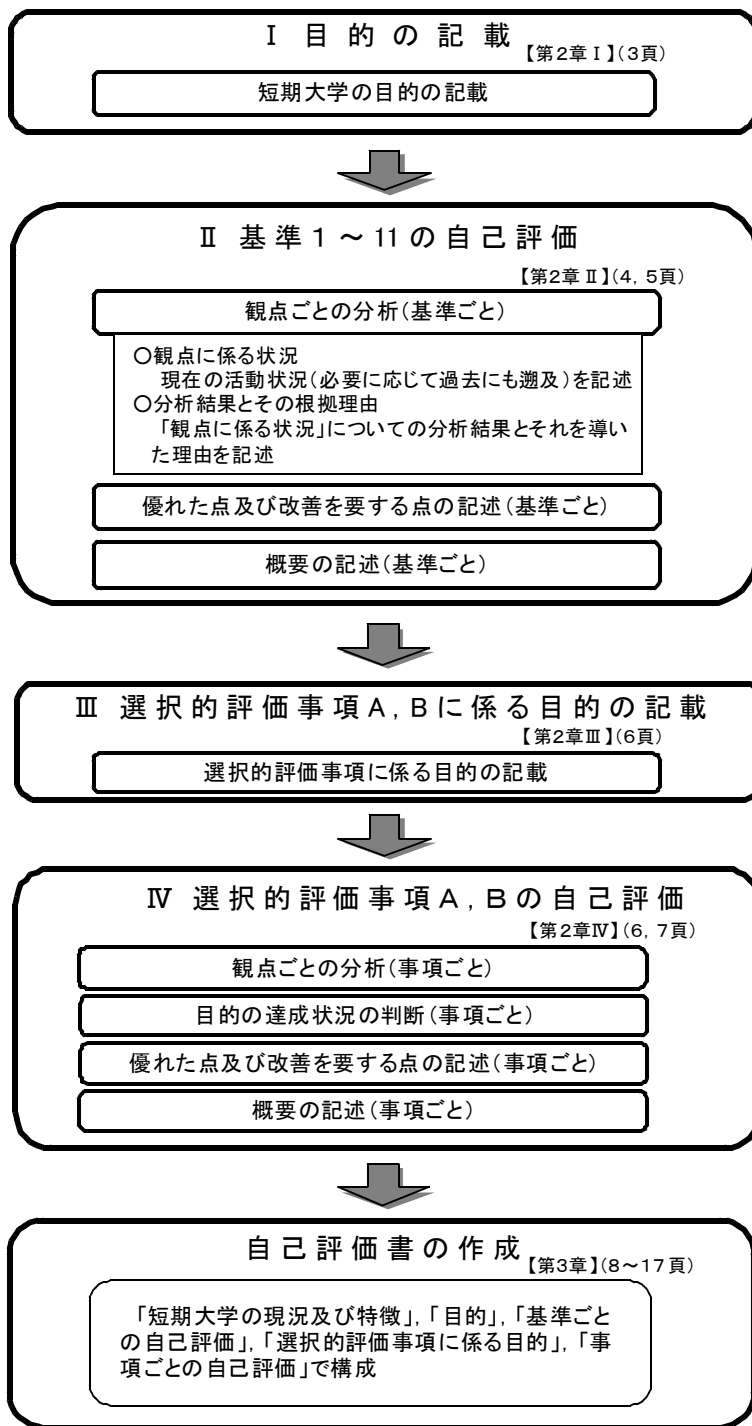 Ⅰ 目的の記載
【第2章Ⅰ】(3頁)
短期大学の目的の記載
Ⅱ 基準1～11の自己評価
【第2章Ⅱ】(4, 5頁)
観点ごとの分析(基準ごと)
○観点に係る状況
現在の活動状況(必要に応じて過去にも遡及)を記述
○分析結果とその根拠理由
「観点に係る状況」についての分析結果とそれを導い
た理由を記述
優れた点及び改善を要する点の記述(基準ごと)
概要の記述(基準ごと)
Ⅲ 選択的評価事項A, Bに係る目的の記載
【第2章Ⅲ】(6頁)
選択的評価事項に係る目的の記載
Ⅳ 選択的評価事項A, Bの自己評価
【第2章Ⅳ】(6, 7頁)
観点ごとの分析(事項ごと)
目的の達成状況の判断(事項ごと)
優れた点及び改善を要する点の記述(事項ごと)
概要の記述(事項ごと)
自己評価書の作成
【第3章】(8～17頁)
「短期大学の現況及び特徴」,「目的」,「基準ごと
の自己評価」,「選択的評価事項に係る目的」,「事
項ごとの自己評価」で構成